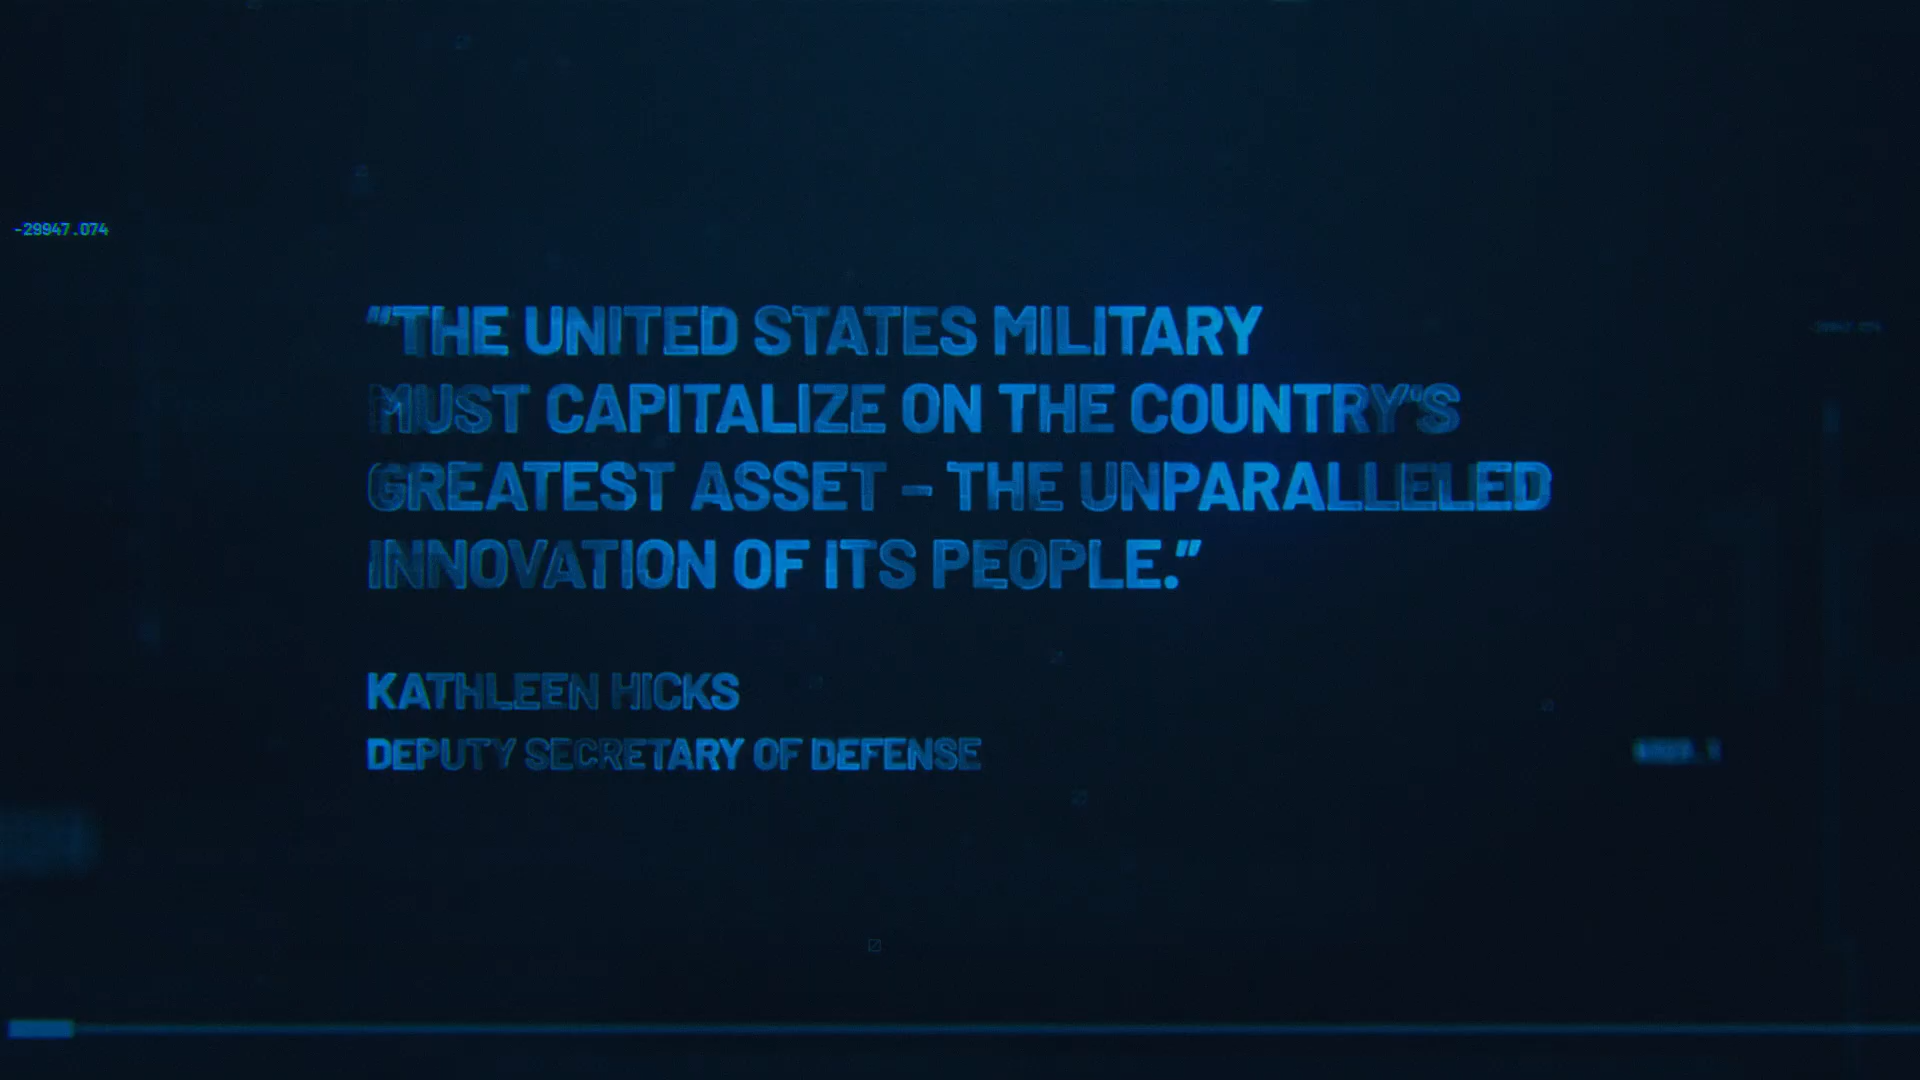 -29947.074
"THE UNITED STATES MILITARY
MUST CAPITALIZE ON THE COUNTRY'S
GREATEST ASSET – THE UNPARALLELED
INNOVATION OF ITS PEOPLE."
KATHLEEN HICKS
DEPUTY SECRETARY OF DEFENSE